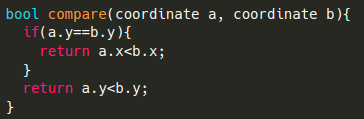 bool compare(coordinate a, coordinate b){
  if(a.y==b.y){
    return a.x<b.x;
  }
  return a.y<b.y;
}